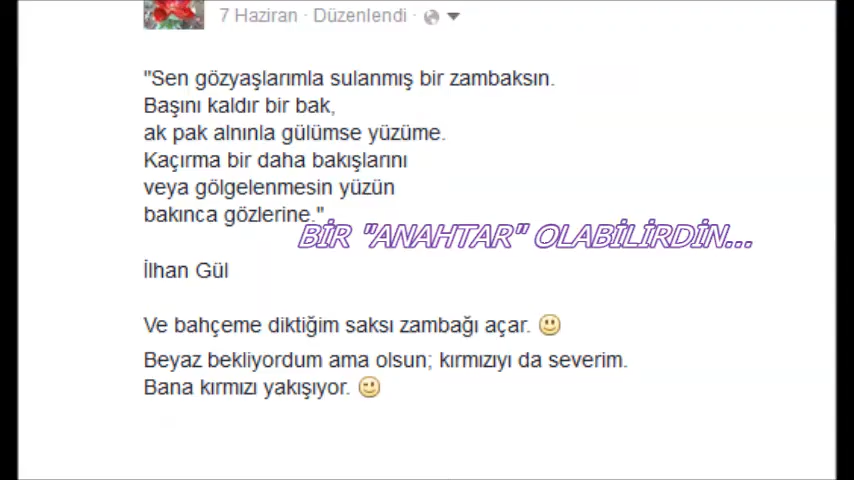 7 Haziran · Düzenlendi ·
"Sen gözyaşlarımla sulanmış bir zambaksın.
Başını kaldır bir bak,
ak pak alnınla gülümse yüzüme.
Kaçırma bir daha bakışlarını
veya gölgelenmesin yüzün
bakınca gözlerine."
BİR "ANAHTAR" OLABİLİRDİN...
İlhan Gül
Ve bahçeme diktiğim saksı zambağı açar. 🙂
Beyaz bekliyordum ama olsun; kırmızıyı da severim.
Bana kırmızı yakışıyor. 😉